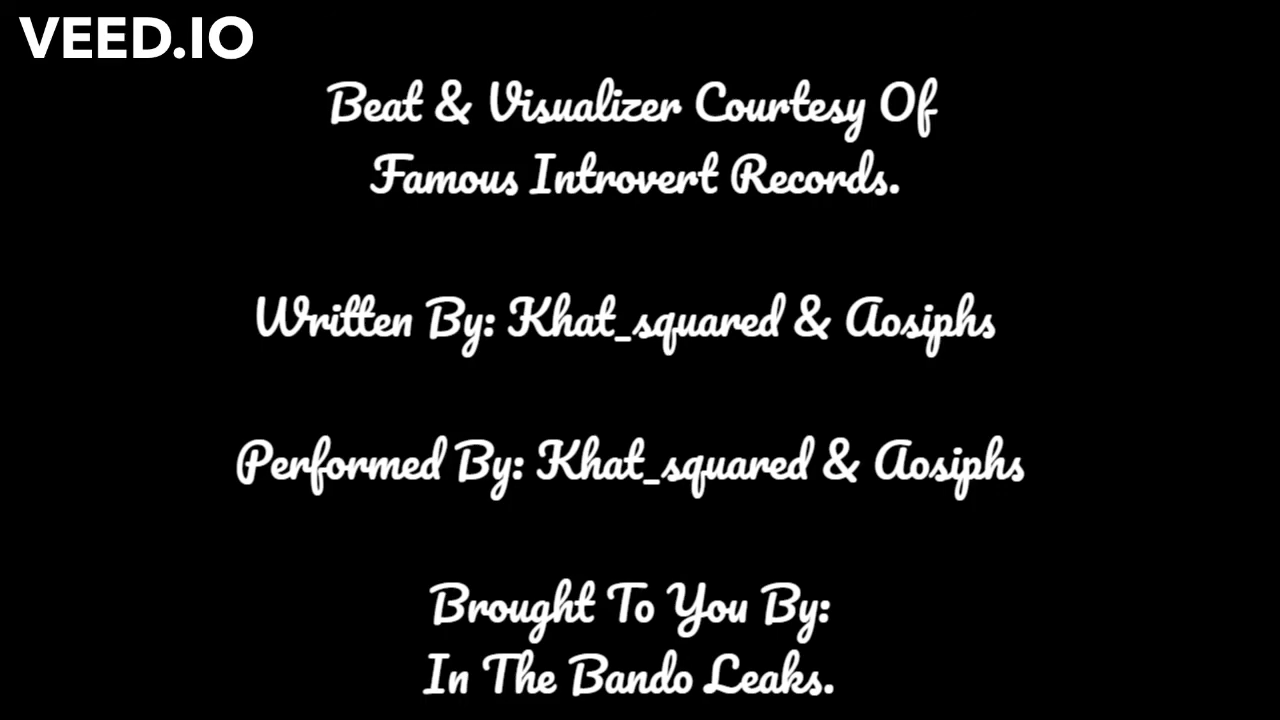 VEED.IO
Beat & Visualizer Courtesy Of
Famous Introvert Records.
Written By: Khat_squared & Aosiphs
Performed By: Khat_squared & Aosiphs
Brought To You By:
In The Bando Leaks.